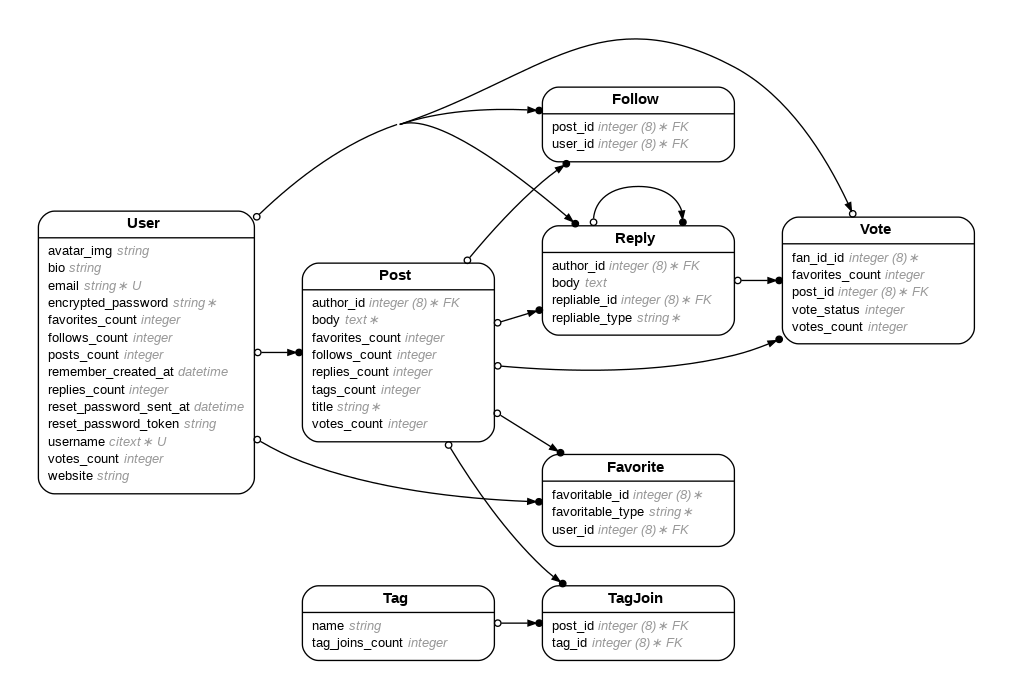 User
avatar_img string
bio string
email string∗ U
encrypted_password string∗
favorites_count integer
follows_count integer
posts_count integer
remember_created_at datetime
replies_count integer
reset_password_sent_at datetime
reset_password_token string
username citext∗ U
votes_count integer
website string
Post
author_id integer (8)∗ FK
body text∗
favorites_count integer
follows_count integer
replies_count integer
tags_count integer
title string∗
votes_count integer
Follow
post_id integer (8)∗ FK
user_id integer (8)∗ FK
Reply
author_id integer (8)∗ FK
body text
repliable_id integer (8)∗ FK
repliable_type string∗
Vote
fan_id_id integer (8)∗
favorites_count integer
post_id integer (8)∗ FK
vote_status integer
votes_count integer
Favorite
favoritable_id integer (8)∗
favoritable_type string∗
user_id integer (8)∗ FK
Tag
name string
tag_joins_count integer
TagJoin
post_id integer (8)∗ FK
tag_id integer (8)∗ FK